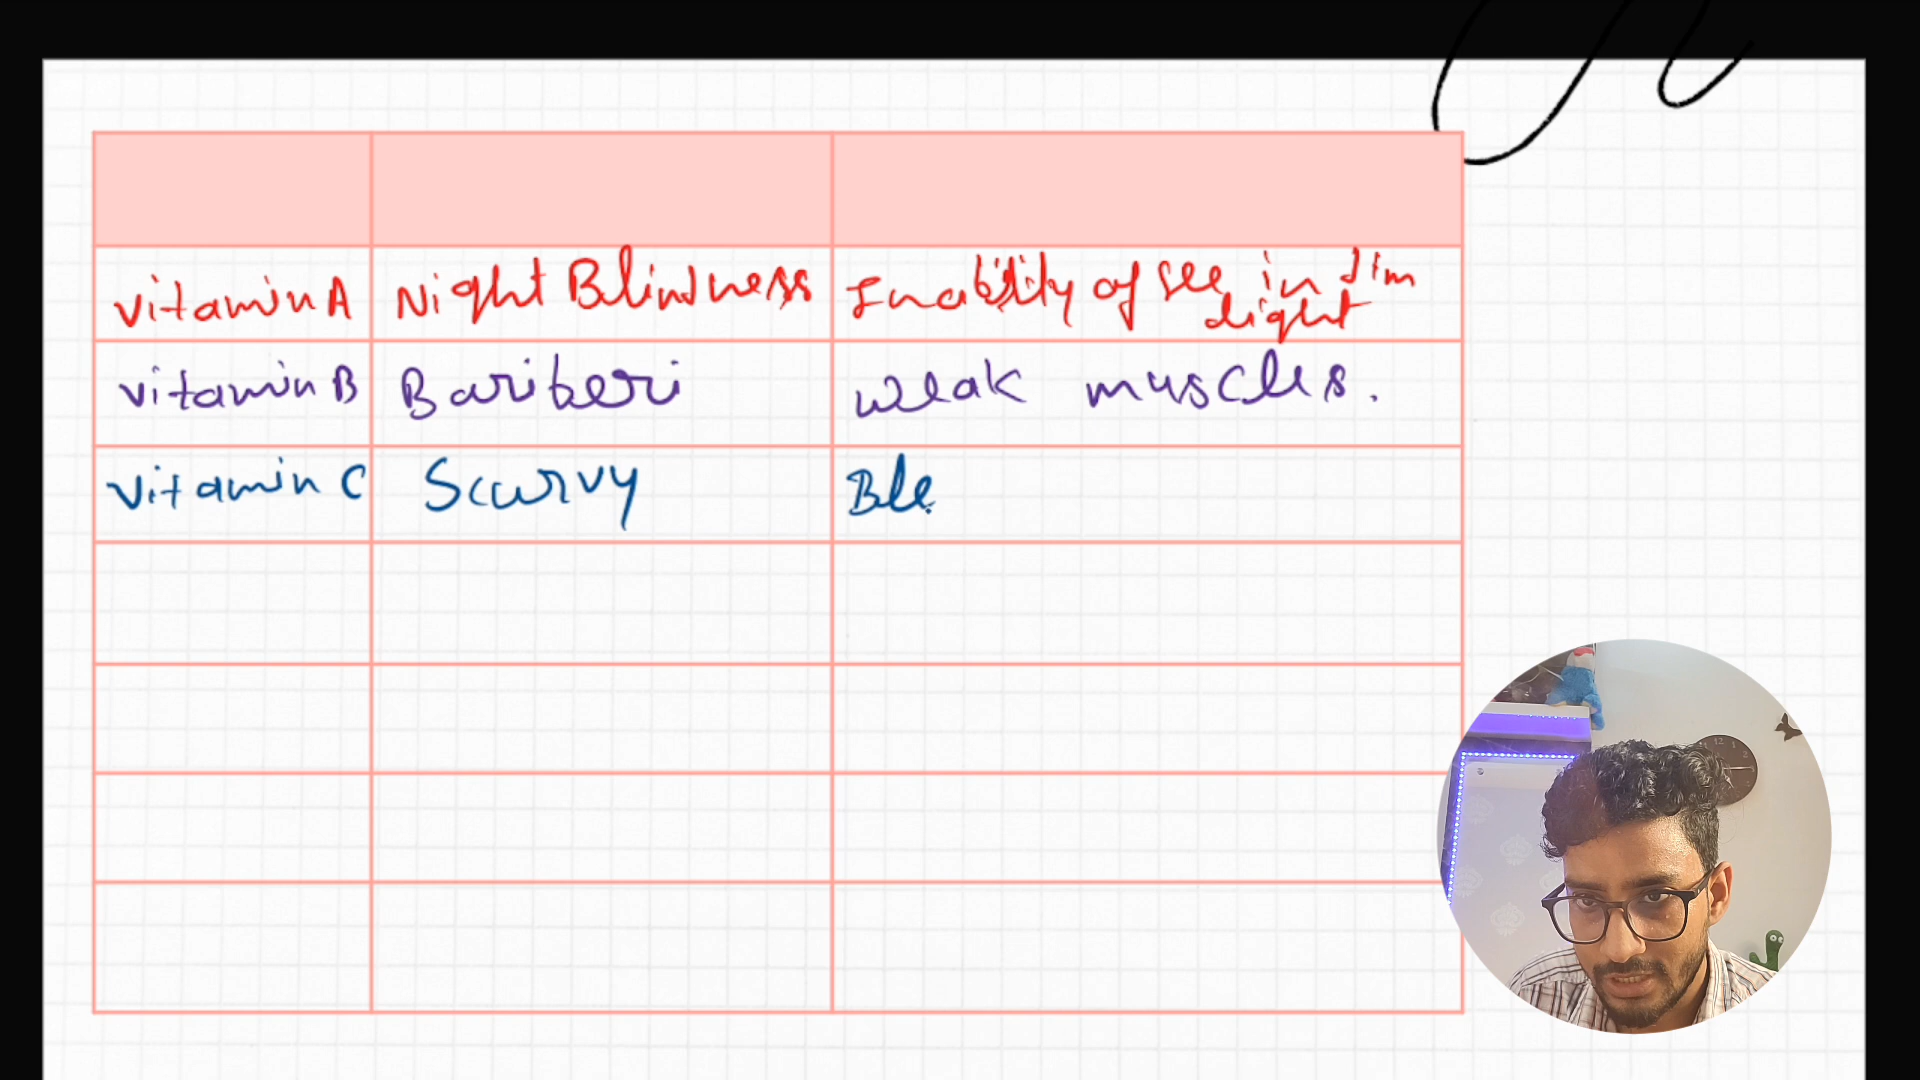 Vitamin A Night Blindness Inability of see in dim
light
Vitamin B Bariberi weak muscles.
Vitamin C Scurvy Ble